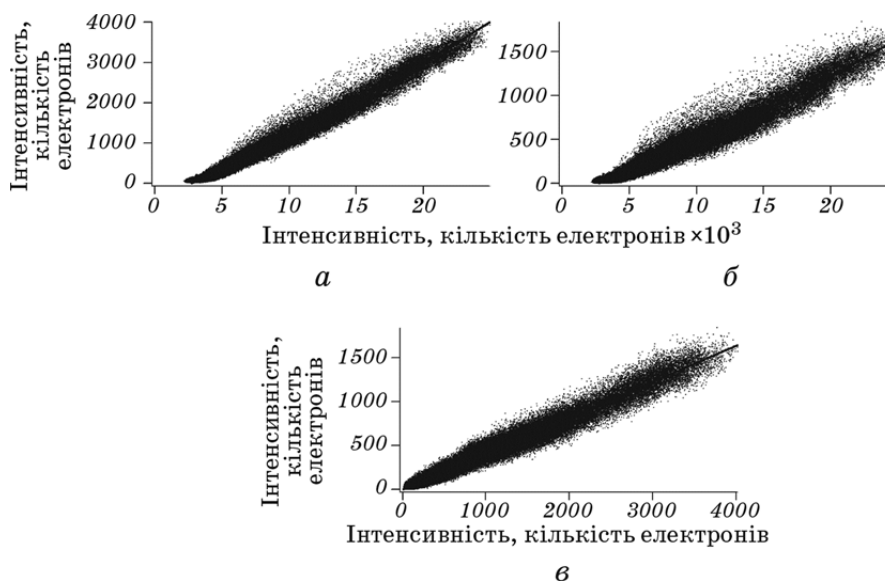 Інтенсивність,
кількість
електронів
4000
3000
2000
1000
0
0 5 10 15 20
1500
1000
500
0
0 5 10 15 20
Інтенсивність, кількість електронів ×10³
а б
Інтенсивність,
кількість
електронів
1500
1000
500
0
0 1000 2000 3000 4000
Інтенсивність, кількість електронів
в